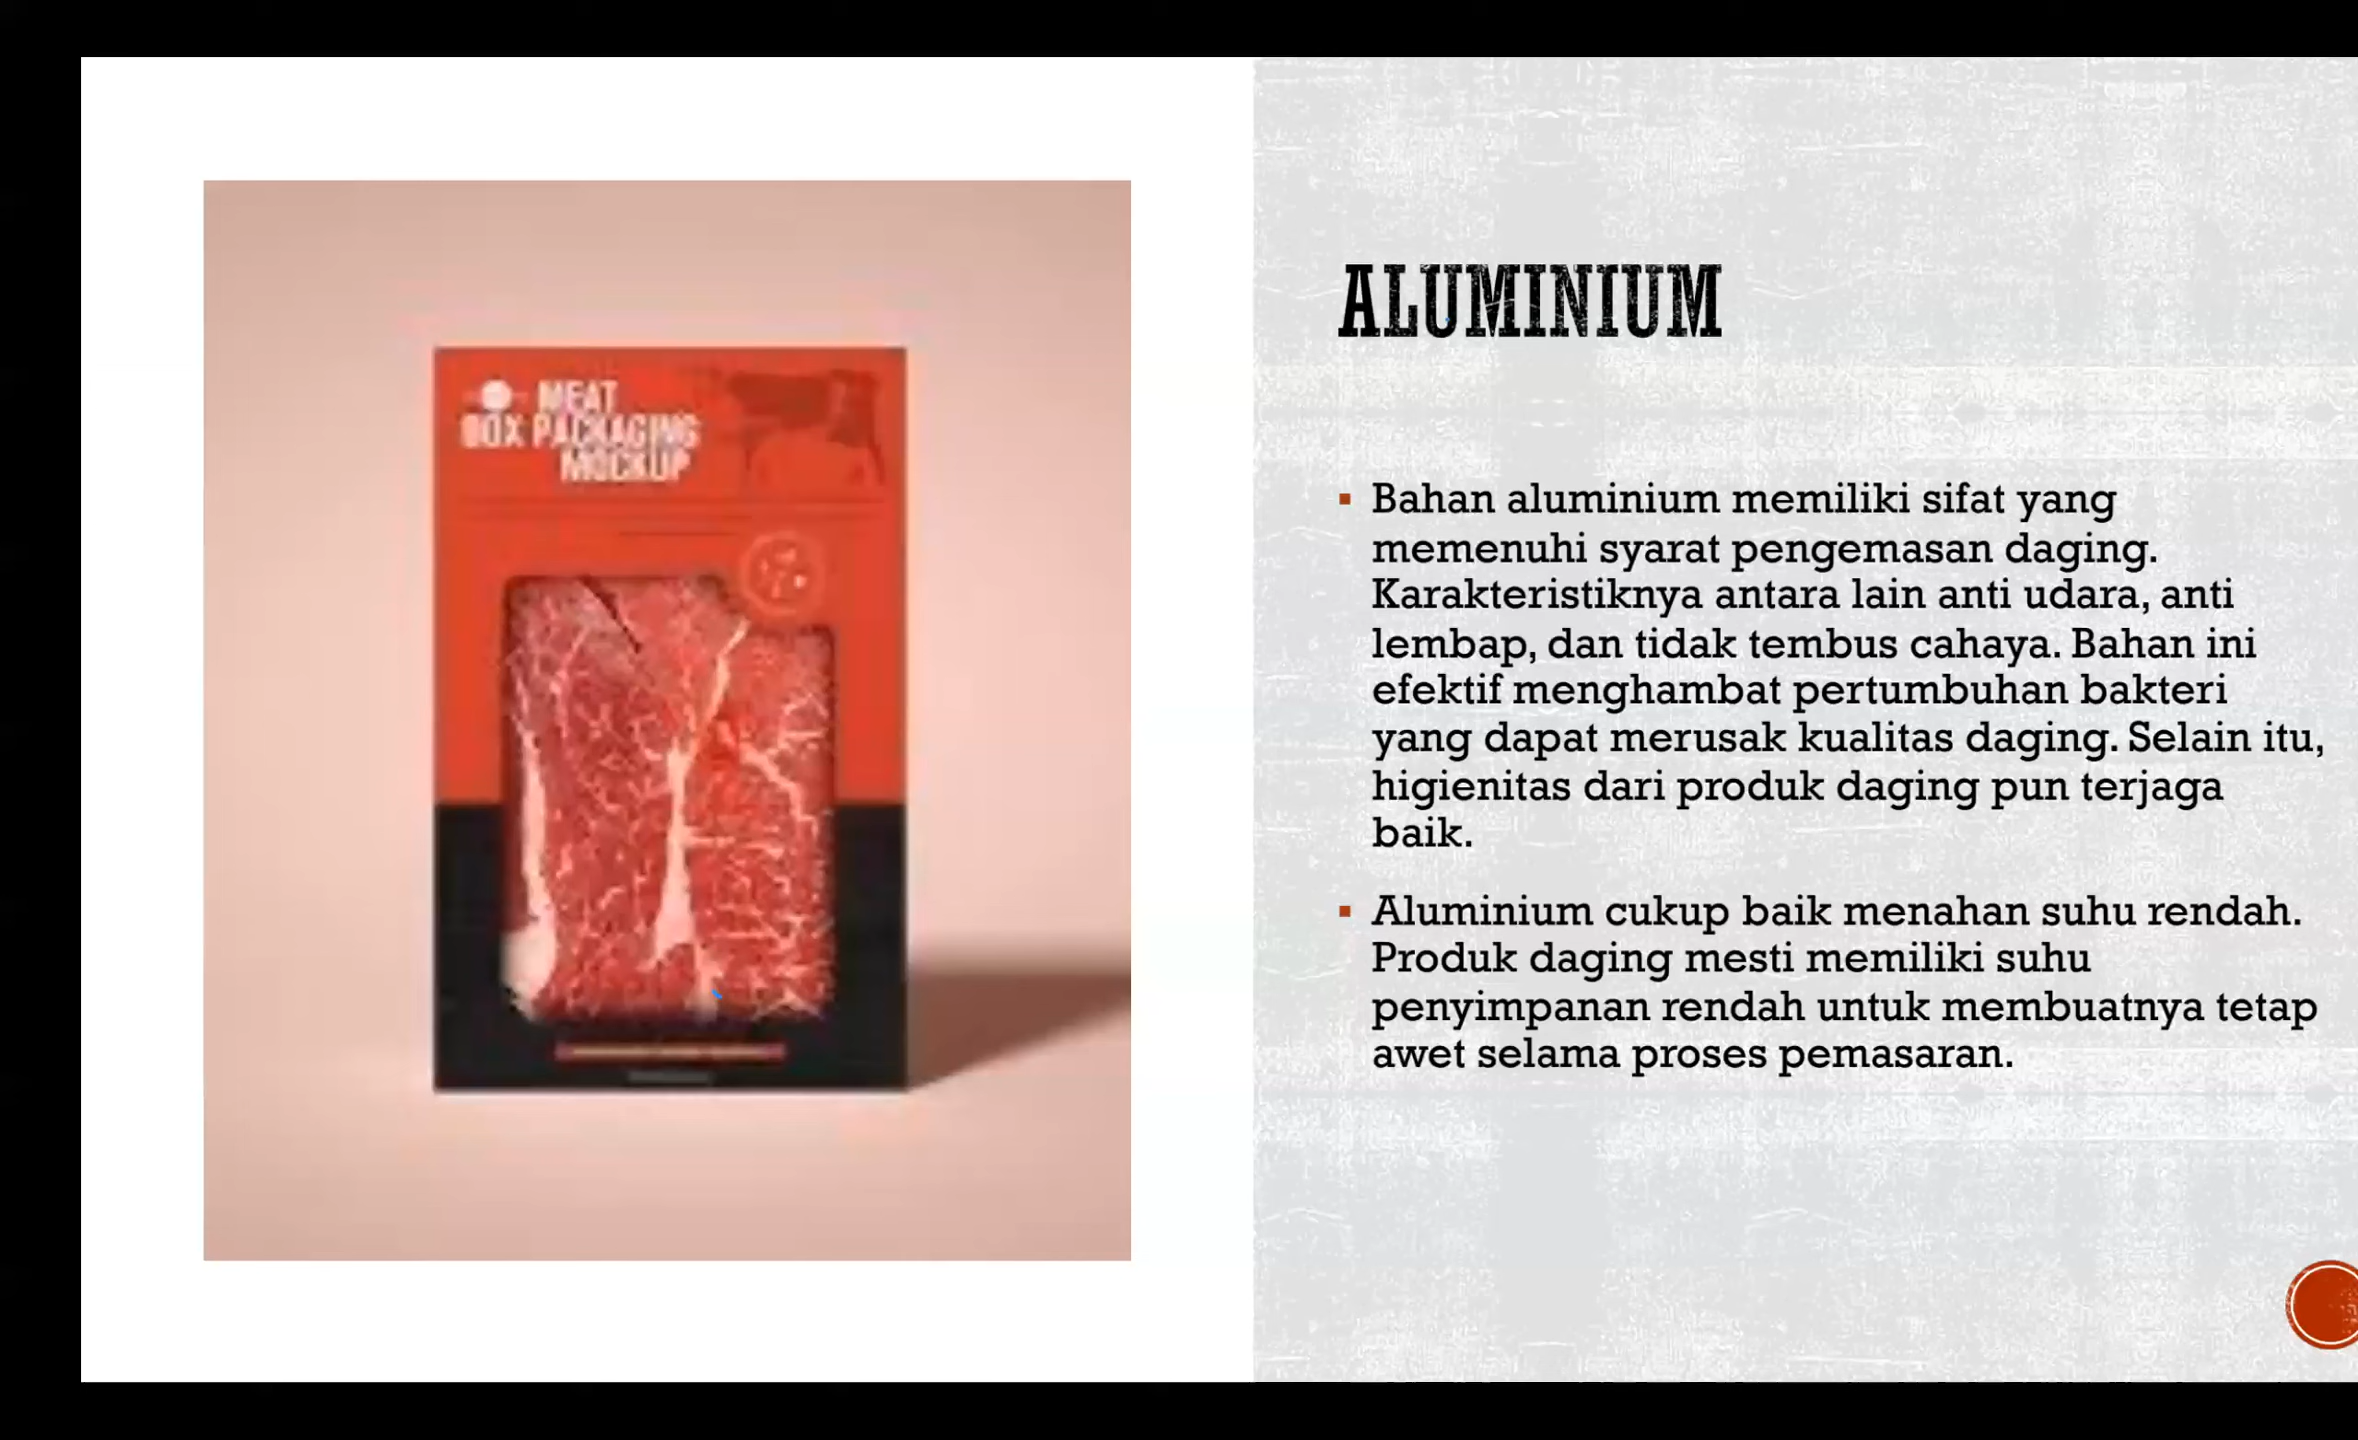 MEAT
BOX PACKAGING
MOCKUP
ALUMINIUM
Bahan aluminium memiliki sifat yang
memenuhi syarat pengemasan daging.
Karakteristiknya antara lain anti udara, anti
lembap, dan tidak tembus cahaya. Bahan ini
efektif menghambat pertumbuhan bakteri
yang dapat merusak kualitas daging. Selain itu,
higienitas dari produk daging pun terjaga
baik.
Aluminium cukup baik menahan suhu rendah.
Produk daging mesti memiliki suhu
penyimpanan rendah untuk membuatnya tetap
awet selama proses pemasaran.